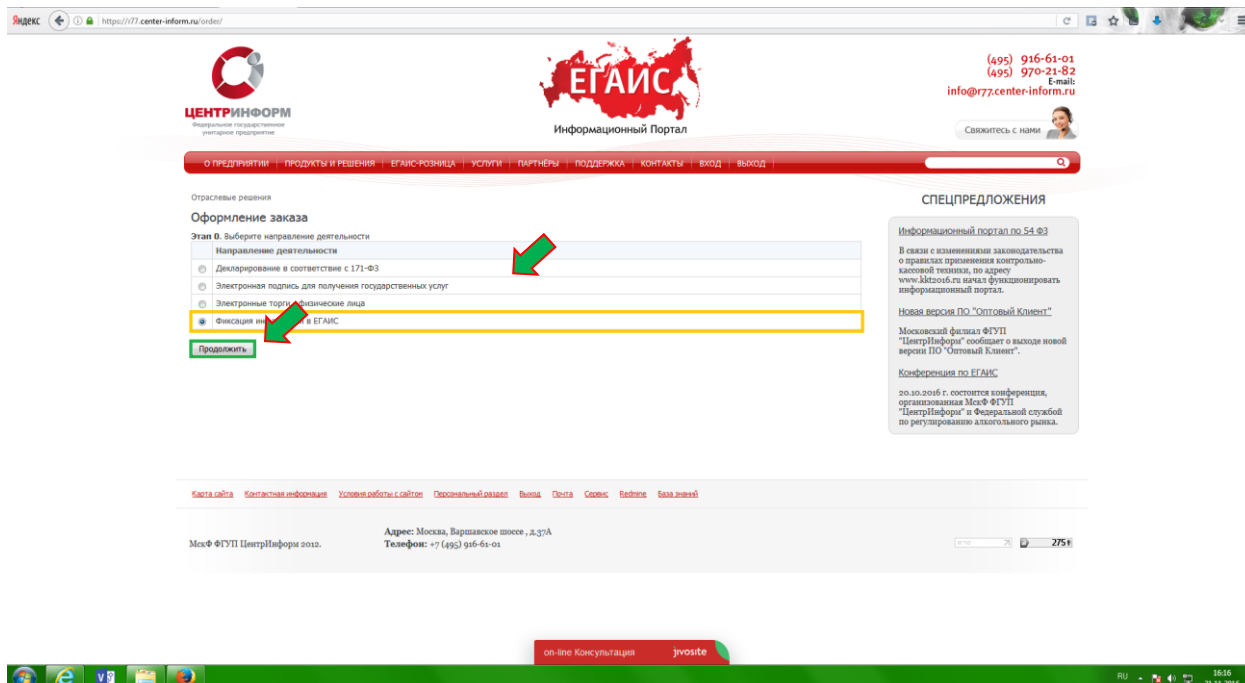 Яндекс
https://r77.center-inform.ru/order/
ЦЕНТРИНФОРМ
Федеральное государственное
унитарное предприятие
ЕГАИС
Информационный Портал
(495) 916-61-01
(495) 970-21-82
E-mail:
info@r77.center-inform.ru
Свяжитесь с нами
О ПРЕДПРИЯТИИ ПРОДУКТЫ И РЕШЕНИЯ ЕГАИС-РОЗНИЦА УСЛУГИ ПАРТНЁРЫ ПОДДЕРЖКА КОНТАКТЫ ВХОД ВЫХОД
Отраслевые решения
Оформление заказа
Этап 0. Выберите направление деятельности
Направление деятельности
Декларирование в соответствие с 171-ФЗ
Электронная подпись для получения государственных услуг
Электронные торги физические лица
Фиксация в ЕГАИС
Продолжить
СПЕЦПРЕДЛОЖЕНИЯ
Информационный портал по 54 ФЗ
В связи с изменениями законодательства
о правилах применения контрольно-
кассовой техники, по адресу
www.kkt2016.ru начал функционировать
информационный портал.
Новая версия ПО "Оптовый Клиент"
Московский филиал ФГУП
"ЦентрИнформ" сообщает о выходе новой
версии ПО "Оптовый Клиент".
Конференция по ЕГАИС
20.10.2016 г. состоится конференция,
организованная МскФ ФГУП
"ЦентрИнформ" и Федеральной службой
по регулированию алкогольного рынка.
Карта сайта Контактная информация Условия работы с сайтом Персональный раздел Выход Почта Сервис Redmine База знаний
МскФ ФГУП ЦентрИнформ 2012.
Адрес: Москва, Варшавское шоссе , д.37А
Телефон: +7 (495) 916-61-01
275
on-line Консультация jivosite
RU
16:16
21.11.2016